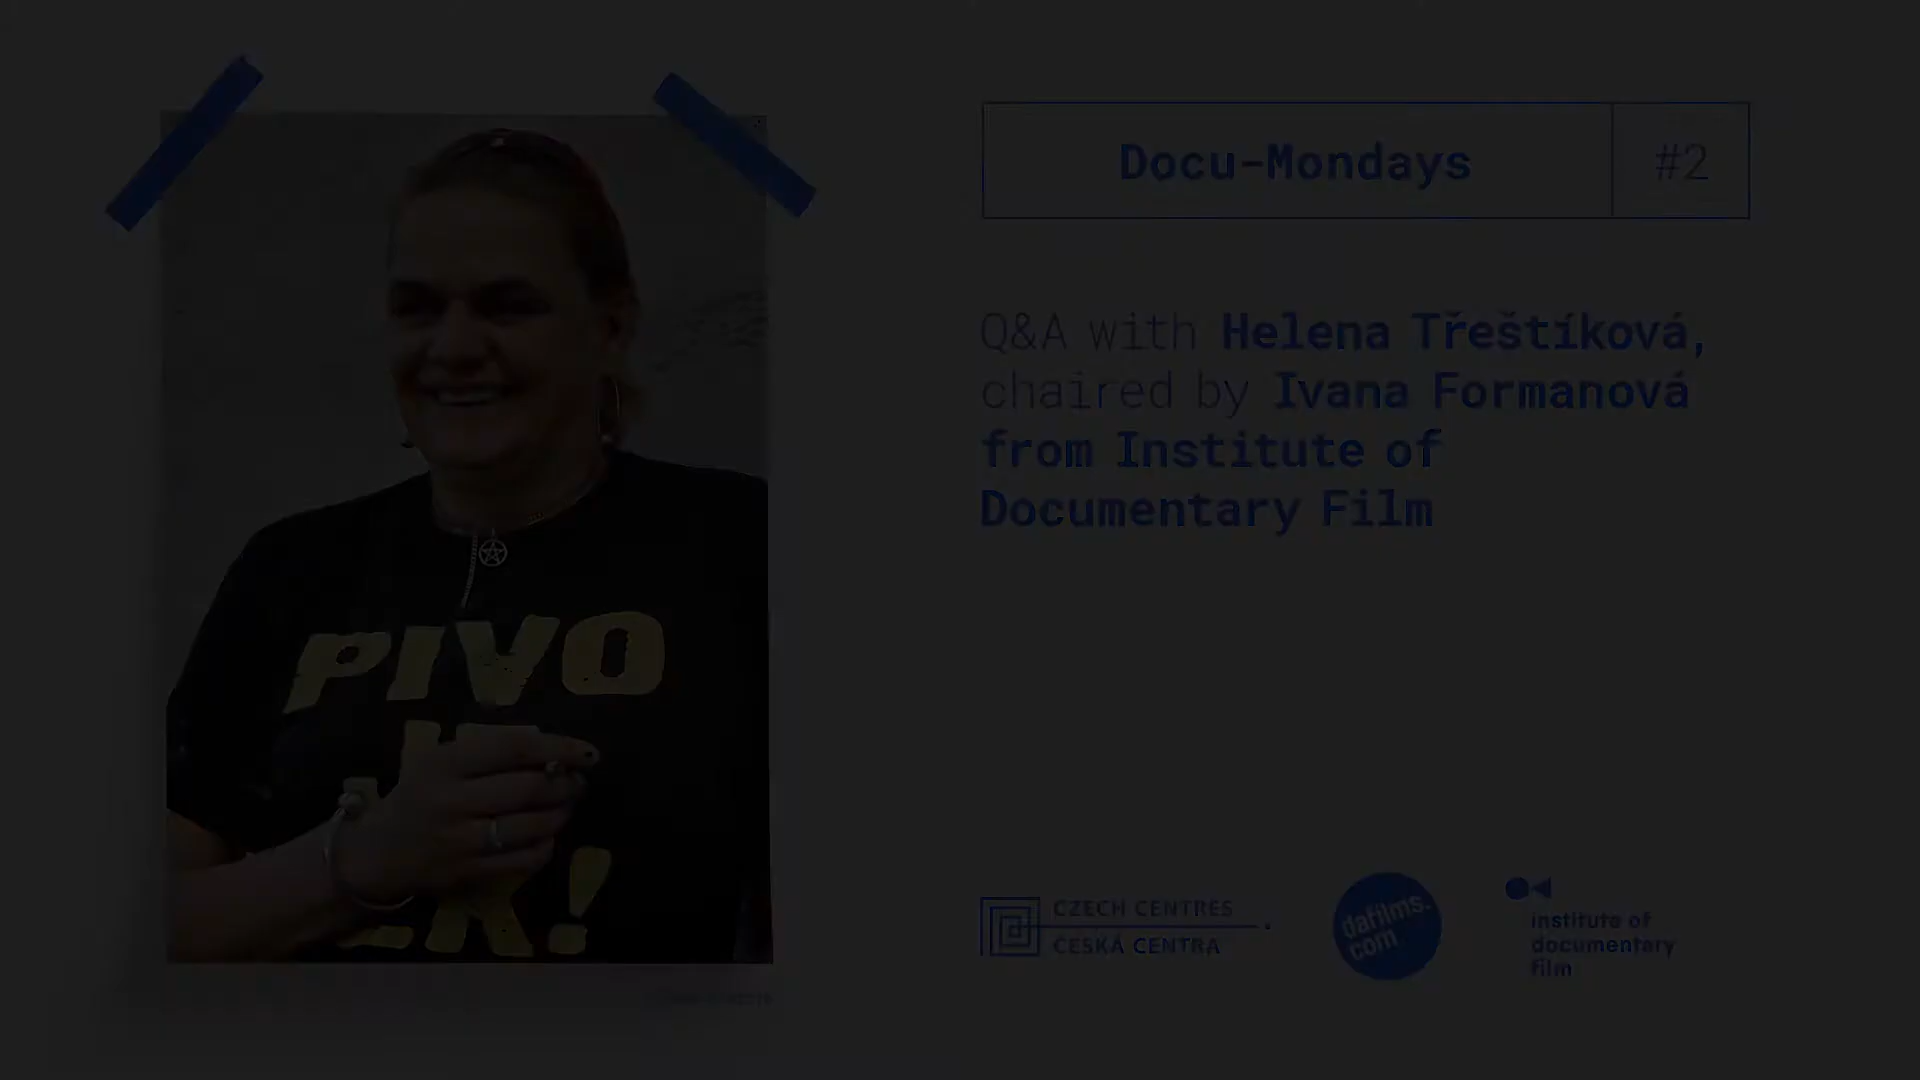 Docu-Mondays #2
Q&A with Helena Třeštíková,
chaired by Ivana Formanová
from Institute of
Documentary Film
PIVO
CZECH CENTRES
ČESKÁ CENTRA
dafilms.
com
institute of
documentary
film